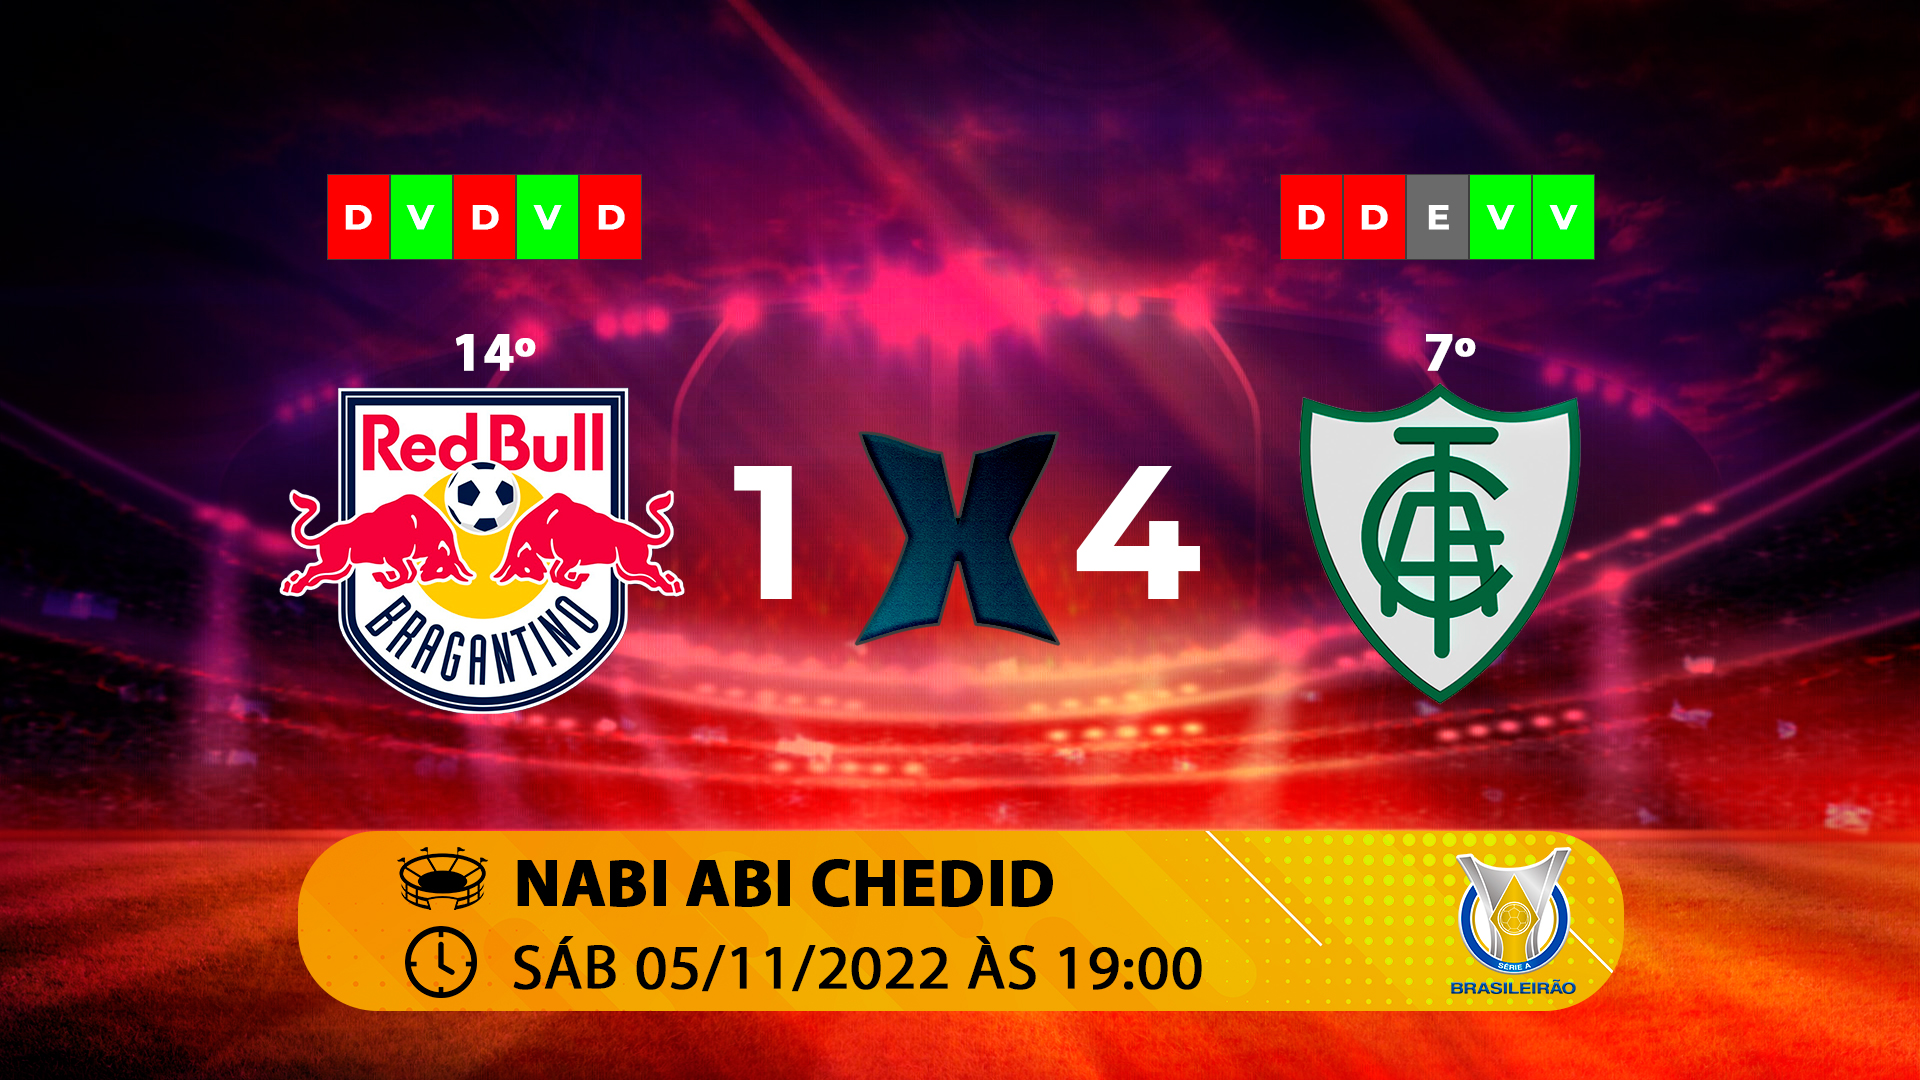 D V D V D
D D E V V
14º
7º
Red Bull
BRAGANTINO
1 X 4
NABI ABI CHEDID
SÁB 05/11/2022 ÀS 19:00
SÉRIE A
BRASILEIRÃO